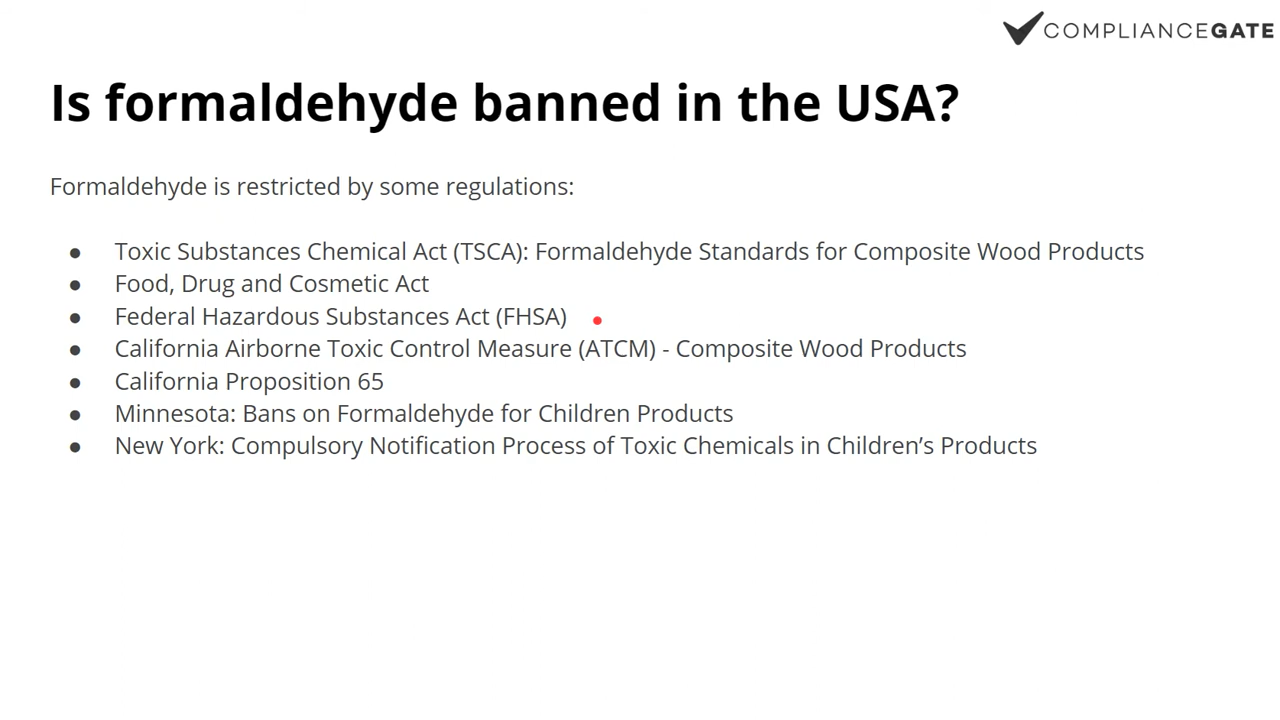 COMPLIANCEGATE
Is formaldehyde banned in the USA?
Formaldehyde is restricted by some regulations:
● Toxic Substances Chemical Act (TSCA): Formaldehyde Standards for Composite Wood Products
● Food, Drug and Cosmetic Act
● Federal Hazardous Substances Act (FHSA)
● California Airborne Toxic Control Measure (ATCM) - Composite Wood Products
● California Proposition 65
● Minnesota: Bans on Formaldehyde for Children Products
● New York: Compulsory Notification Process of Toxic Chemicals in Children’s Products